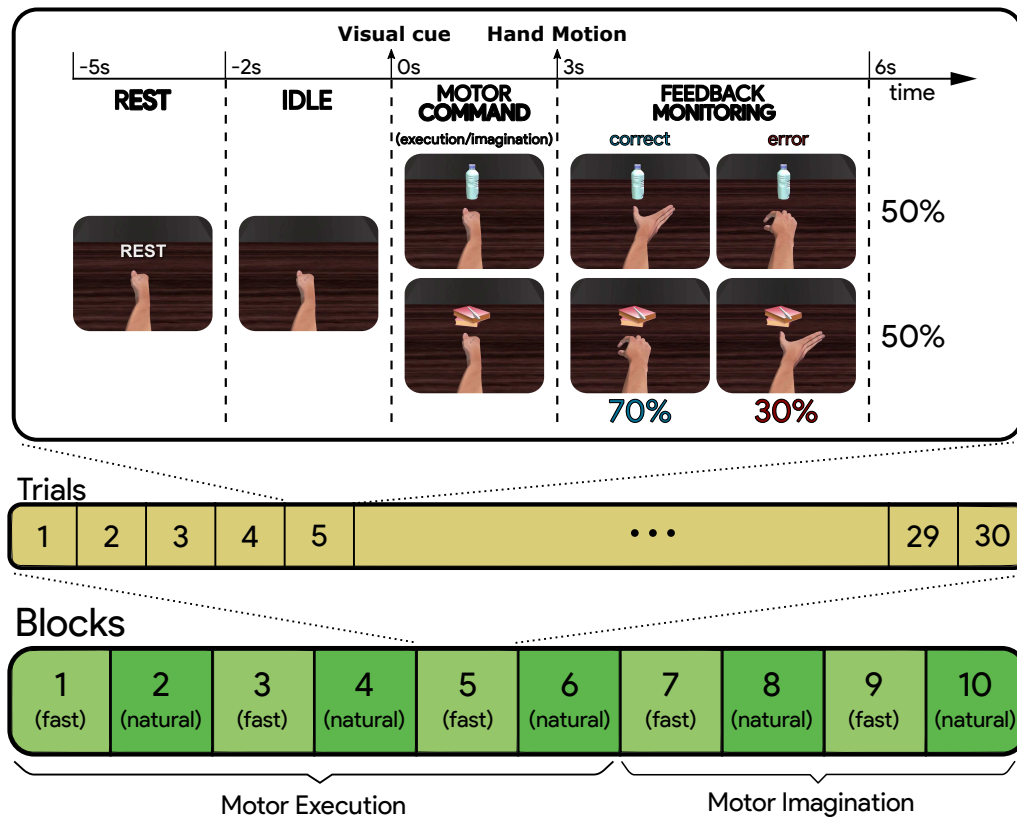 Visual cue Hand Motion
-5s -2s 0s 3s 6s
time
REST IDLE MOTOR COMMAND FEEDBACK MONITORING
(execution/imagination) correct error
REST
50%
50%
70% 30%
Trials
1 2 3 4 5 ••• 29 30
Blocks
1 2 3 4 5 6 7 8 9 10
(fast) (natural) (fast) (natural) (fast) (natural) (fast) (natural) (fast) (natural)
Motor Execution Motor Imagination